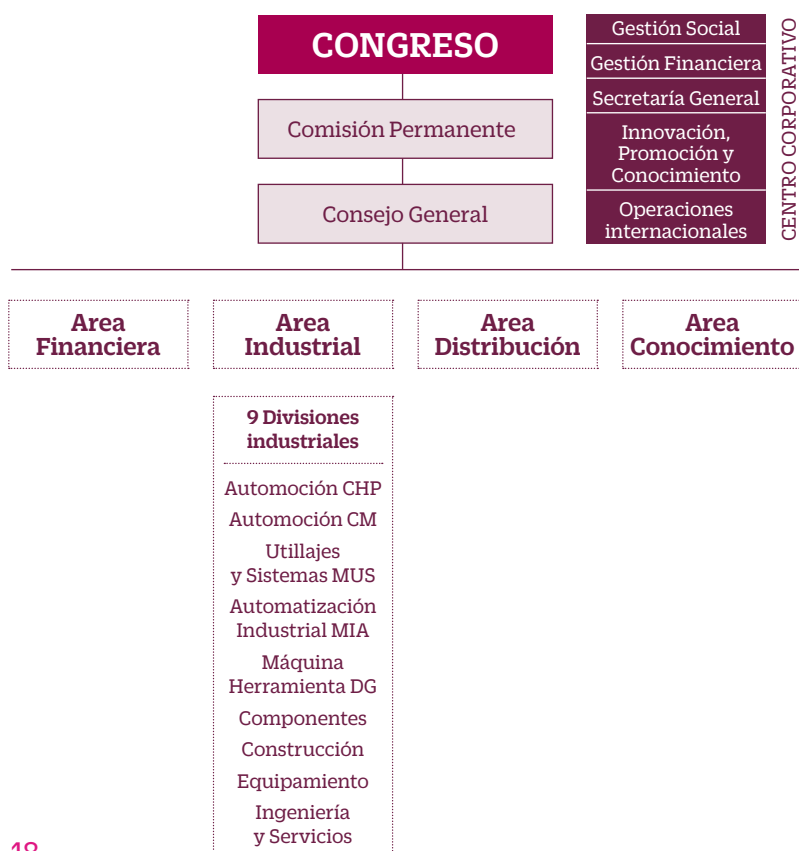 CONGRESO
Comisión Permanente
Consejo General
Gestión Social
Gestión Financiera
Secretaría General
Innovación,
Promoción y
Conocimiento
Operaciones
internacionales
CENTRO CORPORATIVO
Area
Financiera
Area
Industrial
Area
Distribución
Area
Conocimiento
9 Divisiones
industriales
Automoción CHP
Automoción CM
Utillajes
y Sistemas MUS
Automatización
Industrial MIA
Máquina
Herramienta DG
Componentes
Construcción
Equipamiento
Ingeniería
y Servicios